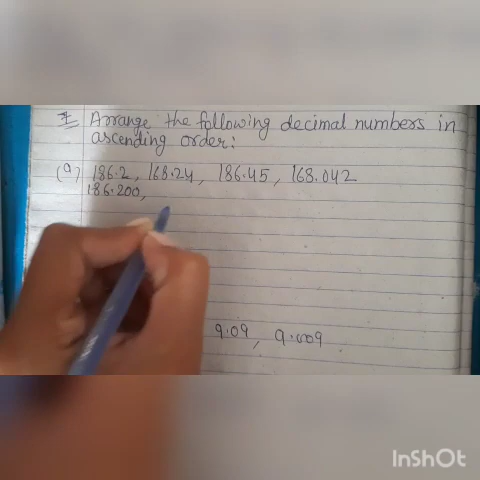 * Arrange the following decimal numbers in
ascending order:
(a) 186.2, 168.24, 186.45, 168.042
186.200,
9.09, 9.009
InShOt